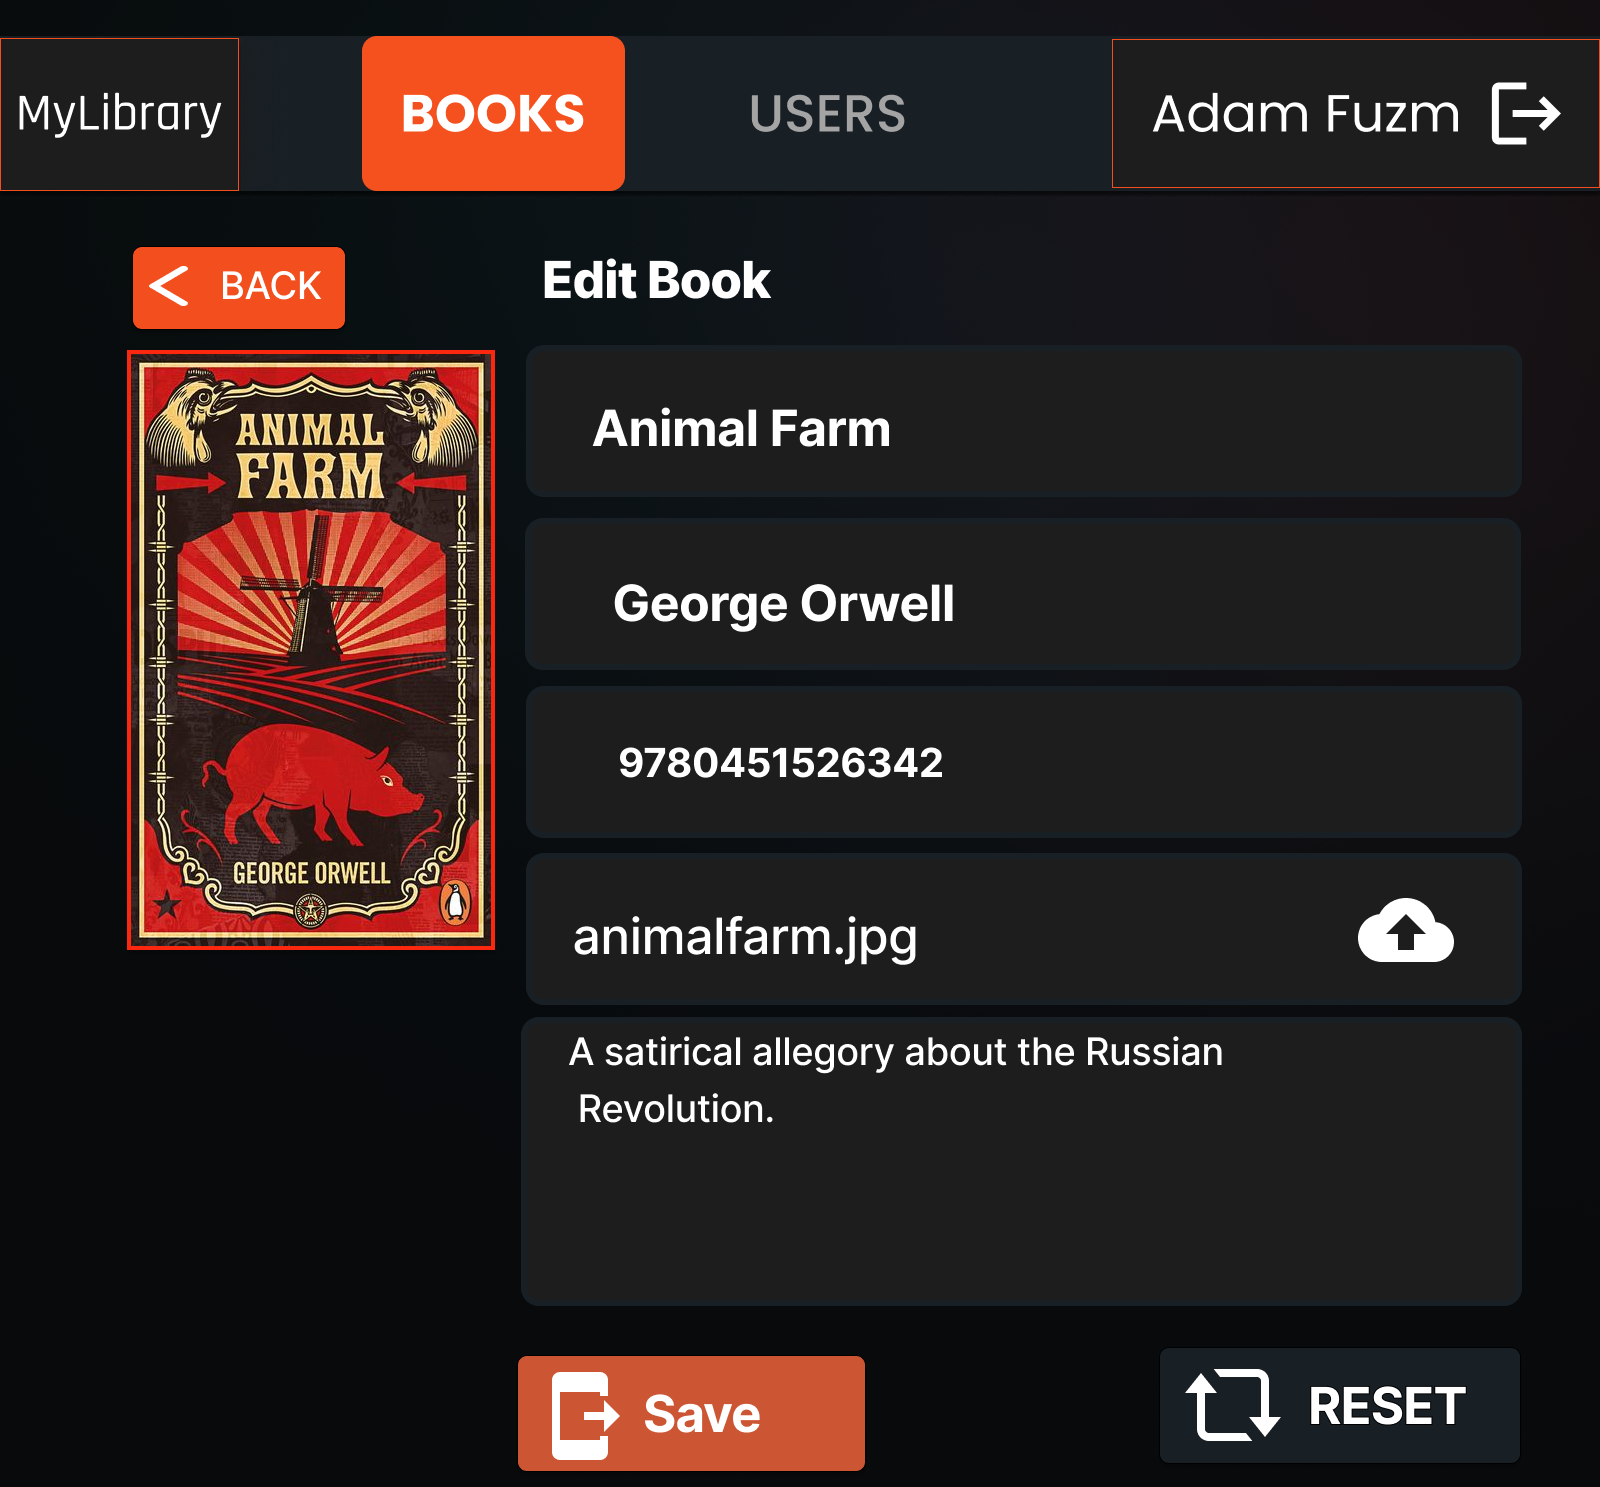 MyLibrary
BOOKS
USERS
Adam Fuzm
BACK
Edit Book
ANIMAL
FARM
GEORGE ORWELL
Animal Farm
George Orwell
9780451526342
animalfarm.jpg
A satirical allegory about the Russian
Revolution.
Save
RESET